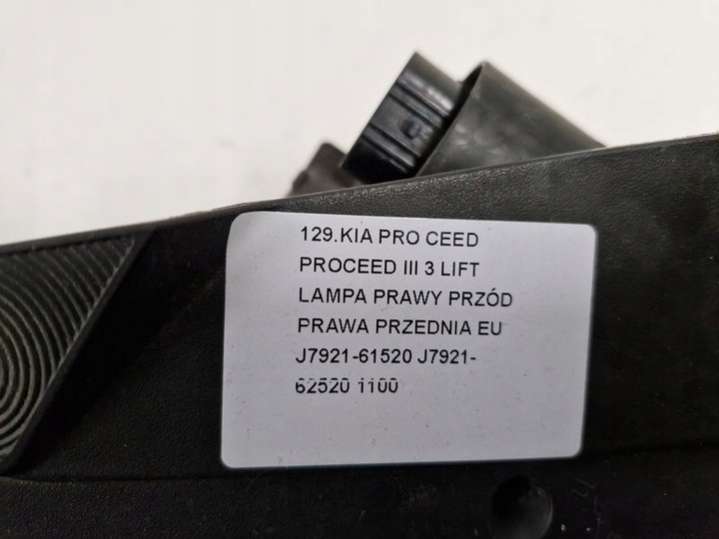 129.KIA PRO CEED
PROCEED III 3 LIFT
LAMPA PRAWY PRZÓD
PRAWA PRZEDNIA EU
J7921-61520 J7921-
62520 1100